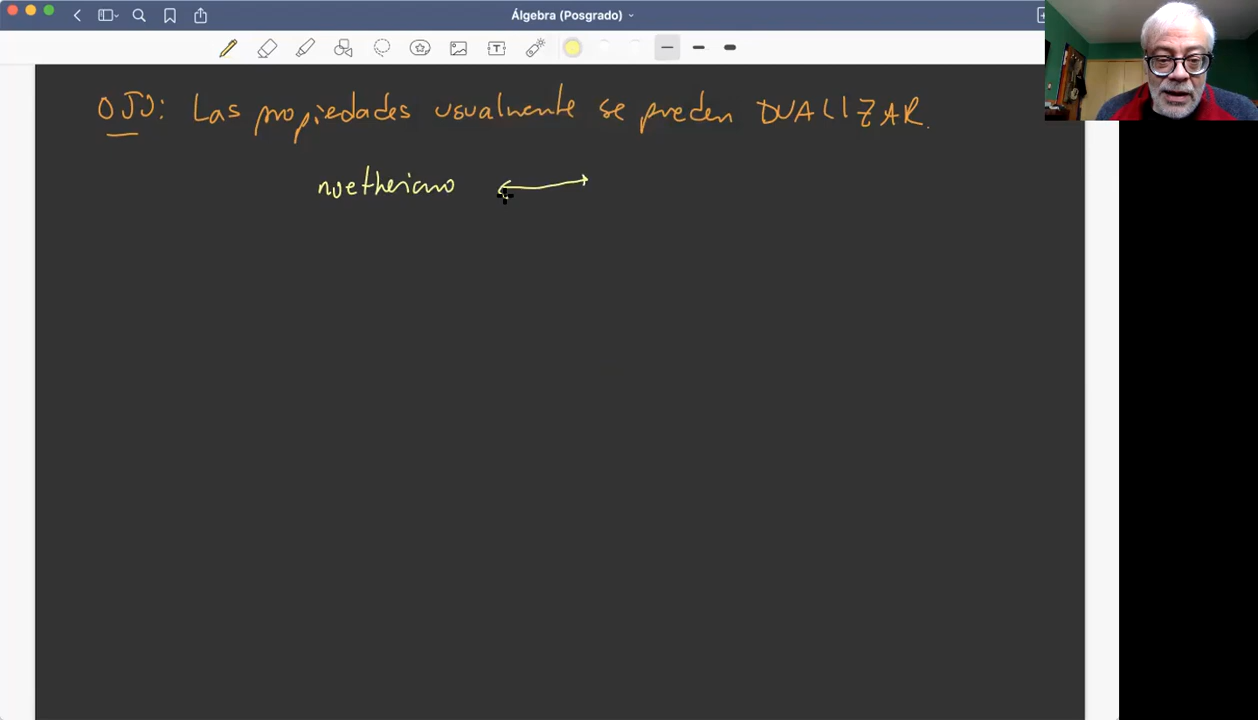 Álgebra (Posgrado)
OJO: Las propiedades usualmente se pueden DUALIZAR.
noetheriano ↔